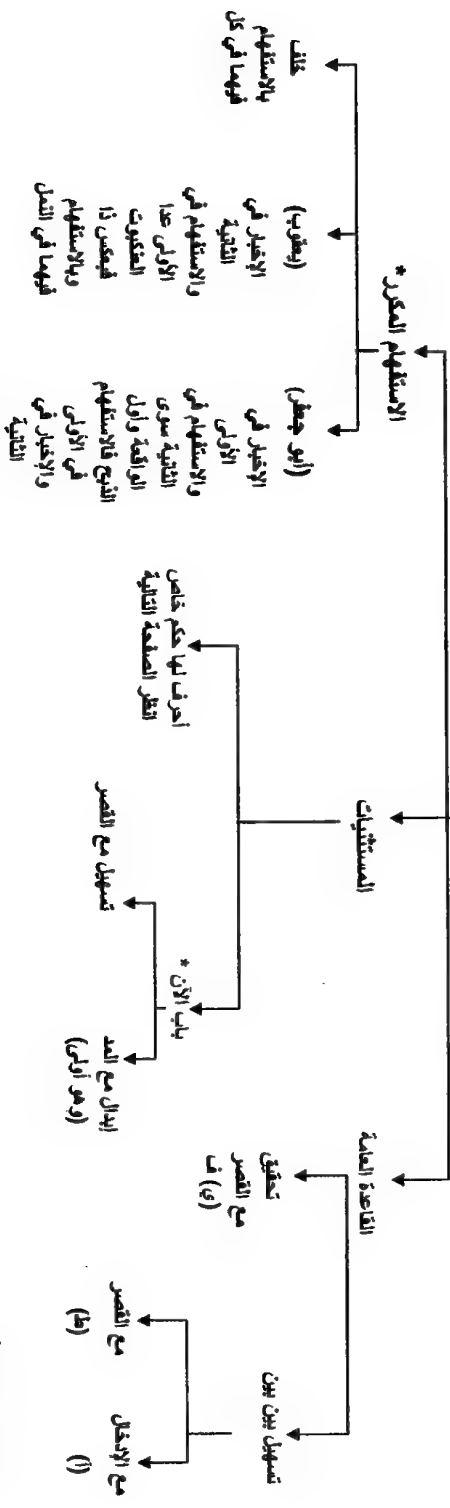 القاعدة العامة
تحقيق
مع القصر
(ي) ف
تسهيل بين بين
مع الإدخال
(أ)
مع القصر
(ط)
المستثنيات
باب الآن *
إبدال مع المد
(وهو أولى)
تسهيل مع القصر
أحرف لها حكم خاص
انظر الصفحة التالية
الاستفهام المكرر *
(أبو جعفر)
الإخبار في
الأولى
والاستفهام في
الثانية سوى
الواقعة وأول
الذبح فالاستفهام
في الأولى
والإخبار في
الثانية
(يعقوب)
الإخبار في
الثانية
والاستفهام في
الأولى عدا
العنكبوت
فبعكس ذا
وبالاستفهام
فيهما في النمل
خلف
بالاستفهام
فيهما في كل